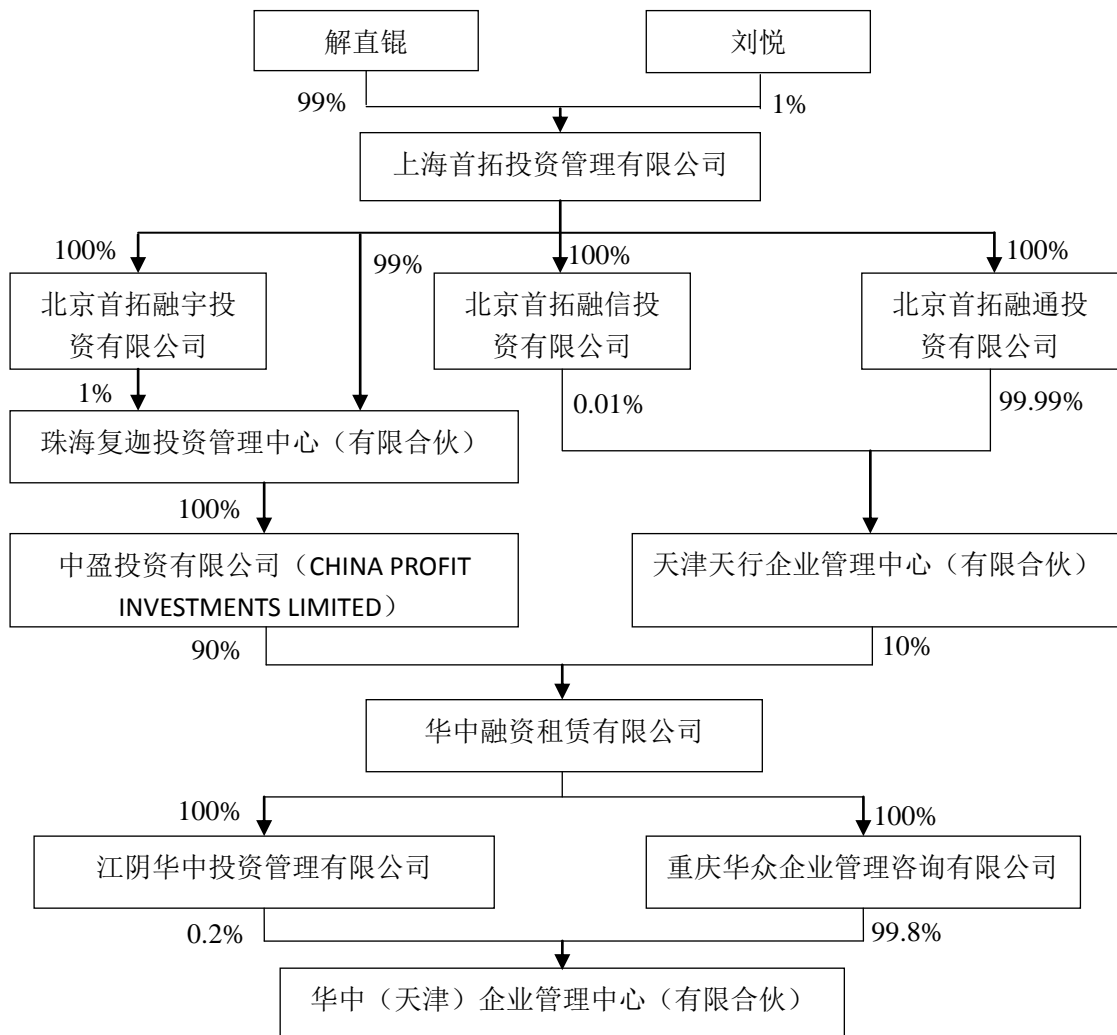 解直锟
刘悦
99%
1%
上海首拓投资管理有限公司
100%
99%
100%
100%
北京首拓融宇投
资有限公司
北京首拓融信投
资有限公司
北京首拓融通投
资有限公司
1%
0.01%
99.99%
珠海复迦投资管理中心（有限合伙）
100%
中盈投资有限公司（CHINA PROFIT
INVESTMENTS LIMITED）
天津天行企业管理中心（有限合伙）
90%
10%
华中融资租赁有限公司
100%
100%
江阴华中投资管理有限公司
重庆华众企业管理咨询有限公司
0.2%
99.8%
华中（天津）企业管理中心（有限合伙）